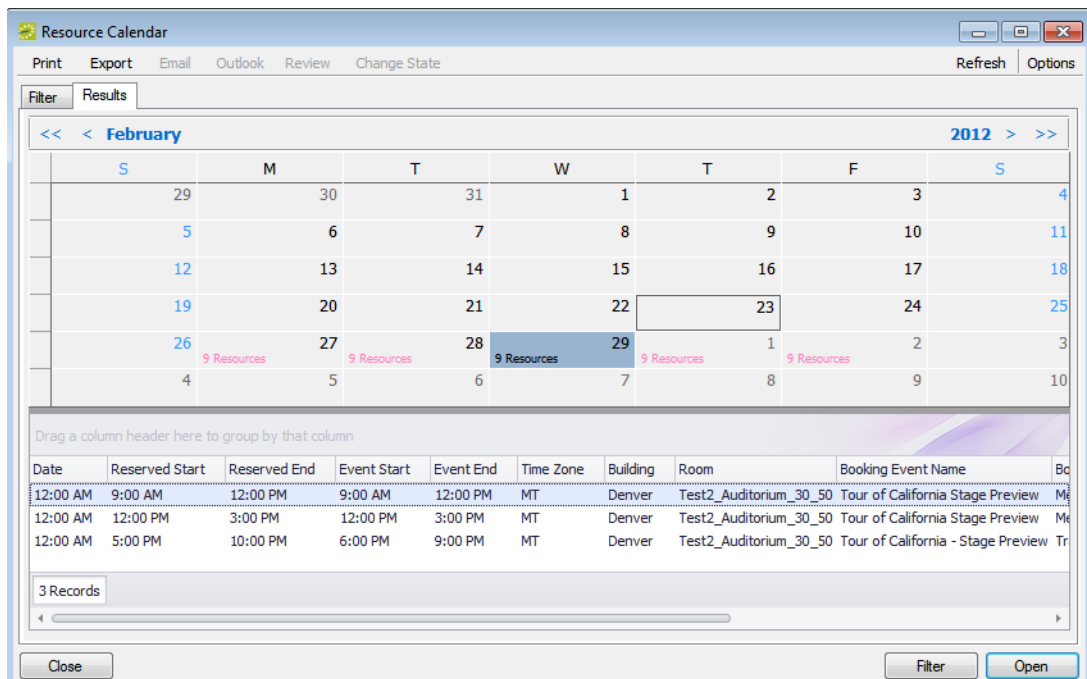 Resource Calendar
Print Export Email Outlook Review Change State Refresh Options
Filter Results
<< < February 2012 > >>
S M T W T F S
29 30 31 1 2 3 4
5 6 7 8 9 10 11
12 13 14 15 16 17 18
19 20 21 22 23 24 25
26 27 28 29 1 2 3
9 Resources 9 Resources 9 Resources 9 Resources 9 Resources
4 5 6 7 8 9 10
Drag a column header here to group by that column
Date Reserved Start Reserved End Event Start Event End Time Zone Building Room Booking Event Name Bo
12:00 AM 9:00 AM 12:00 PM 9:00 AM 12:00 PM MT Denver Test2_Auditorium_30_50 Tour of California Stage Preview Me
12:00 AM 12:00 PM 3:00 PM 12:00 PM 3:00 PM MT Denver Test2_Auditorium_30_50 Tour of California Stage Preview Me
12:00 AM 5:00 PM 10:00 PM 6:00 PM 9:00 PM MT Denver Test2_Auditorium_30_50 Tour of California - Stage Preview Tr
3 Records
Close Filter Open